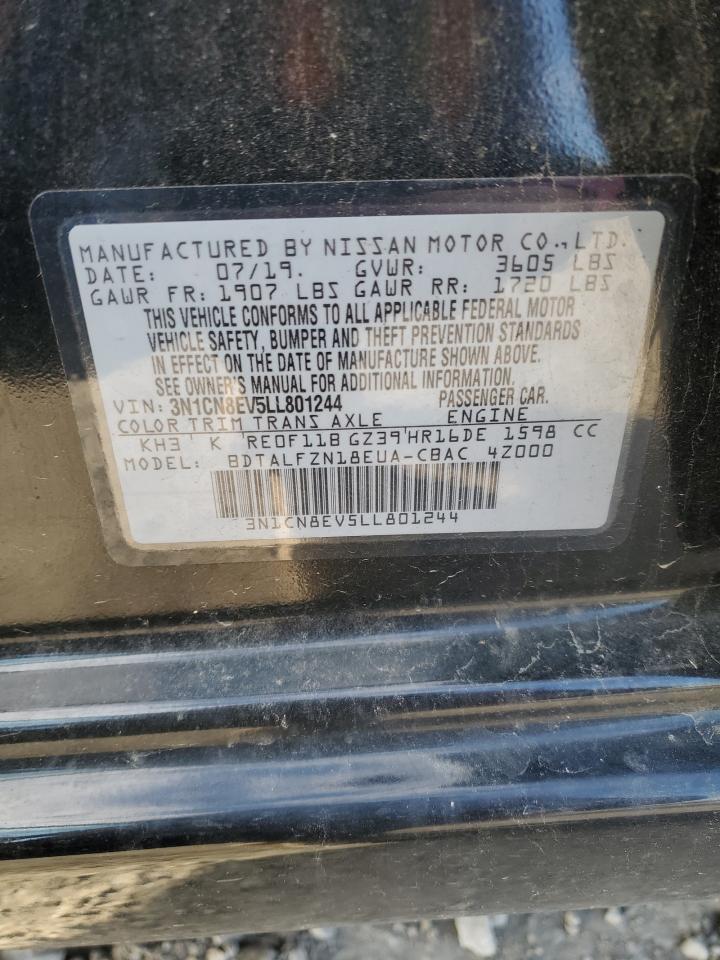 MANUFACTURED BY NISSAN MOTOR CO., LTD.
DATE: 07/19. GVWR: 3605 LBS
GAWR FR: 1907 LBS GAWR RR: 1720 LBS
THIS VEHICLE CONFORMS TO ALL APPLICABLE FEDERAL MOTOR
VEHICLE SAFETY, BUMPER AND THEFT PREVENTION STANDARDS
IN EFFECT ON THE DATE OF MANUFACTURE SHOWN ABOVE.
SEE OWNER'S MANUAL FOR ADDITIONAL INFORMATION.
VIN: 3N1CN8EV5LL801244 PASSENGER CAR.
COLOR TRIM TRANS AXLE ENGINE
KH3 K RE0F11B GZ39 HR16DE 1598 CC
MODEL: BDTALFZN18EUA-CBAC 4Z000
3N1CN8EV5LL801244